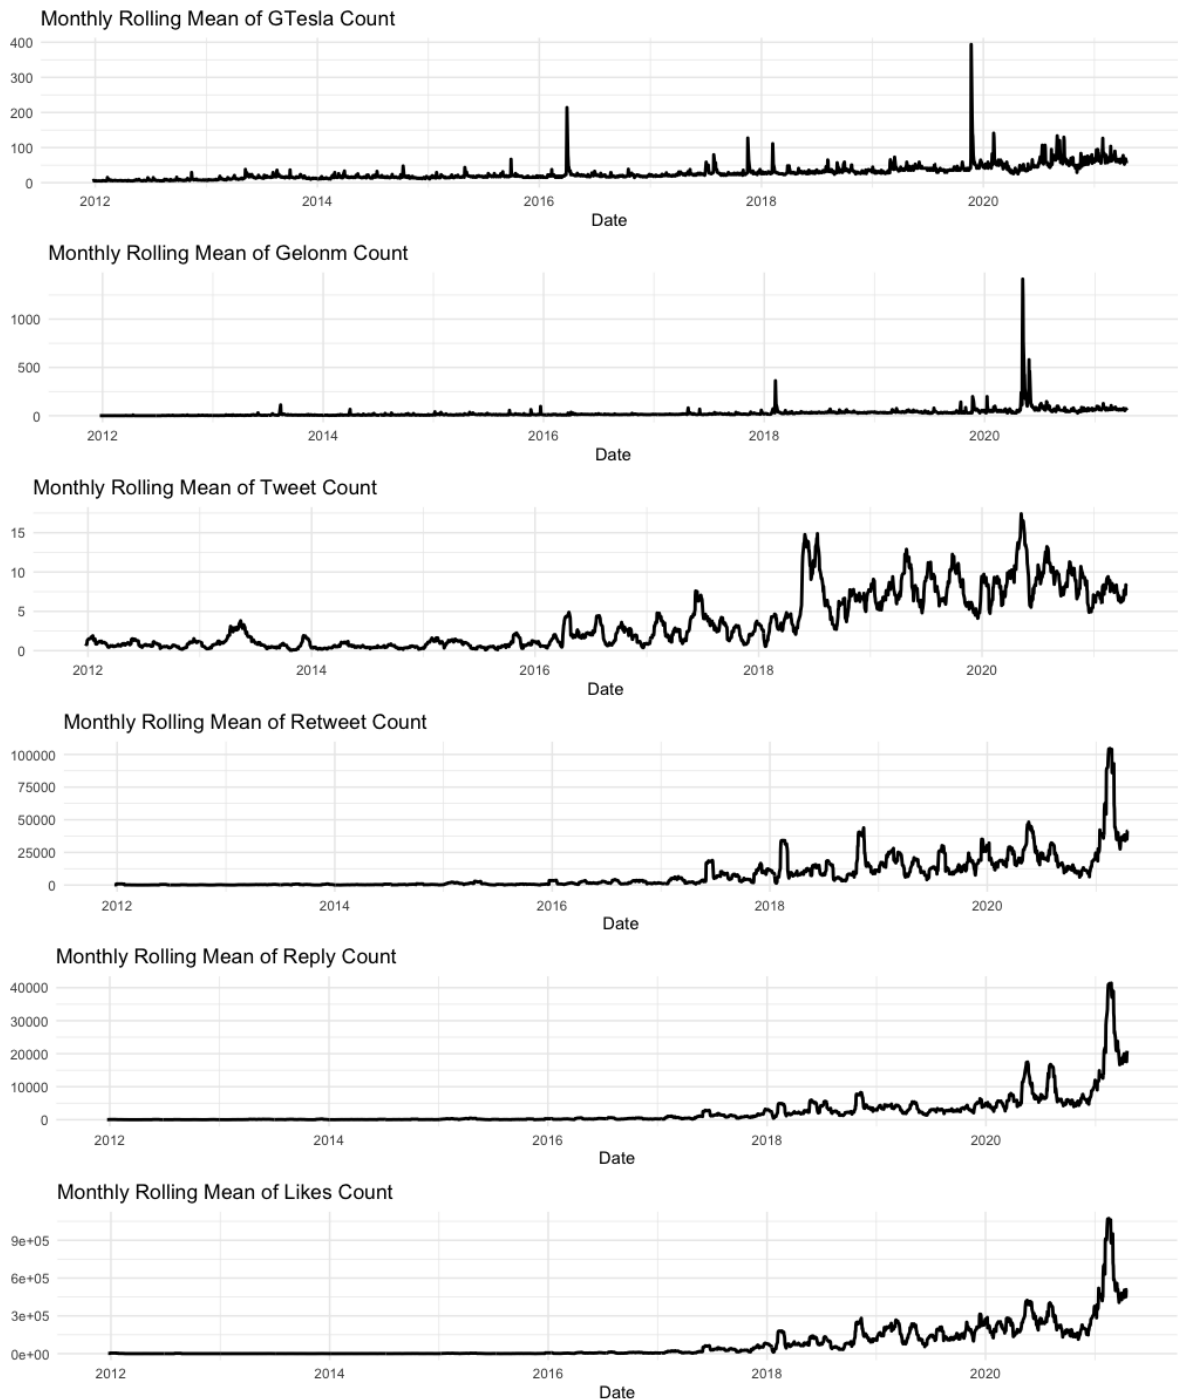 Monthly Rolling Mean of GTesla Count
400
300
200
100
0
2012 2014 2016 2018 2020
Date
Monthly Rolling Mean of Gelonm Count
1000
500
0
2012 2014 2016 2018 2020
Date
Monthly Rolling Mean of Tweet Count
15
10
5
0
2012 2014 2016 2018 2020
Date
Monthly Rolling Mean of Retweet Count
100000
75000
50000
25000
0
2012 2014 2016 2018 2020
Date
Monthly Rolling Mean of Reply Count
40000
30000
20000
10000
0
2012 2014 2016 2018 2020
Date
Monthly Rolling Mean of Likes Count
9e+05
6e+05
3e+05
0e+00
2012 2014 2016 2018 2020
Date